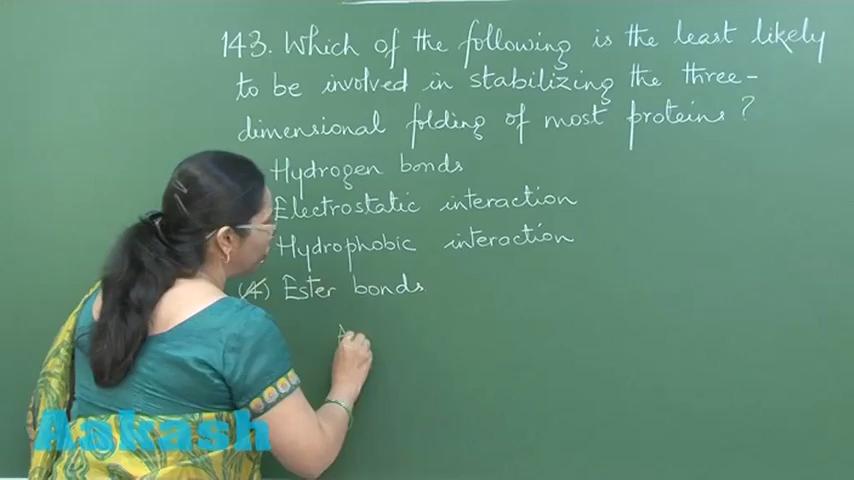 143. Which of the following is the least likely
to be involved in stabilizing the three-
dimensional folding of most proteins?
Hydrogen bonds
Electrostatic interaction
Hydrophobic interaction
(4) Ester bonds
A
Aakash